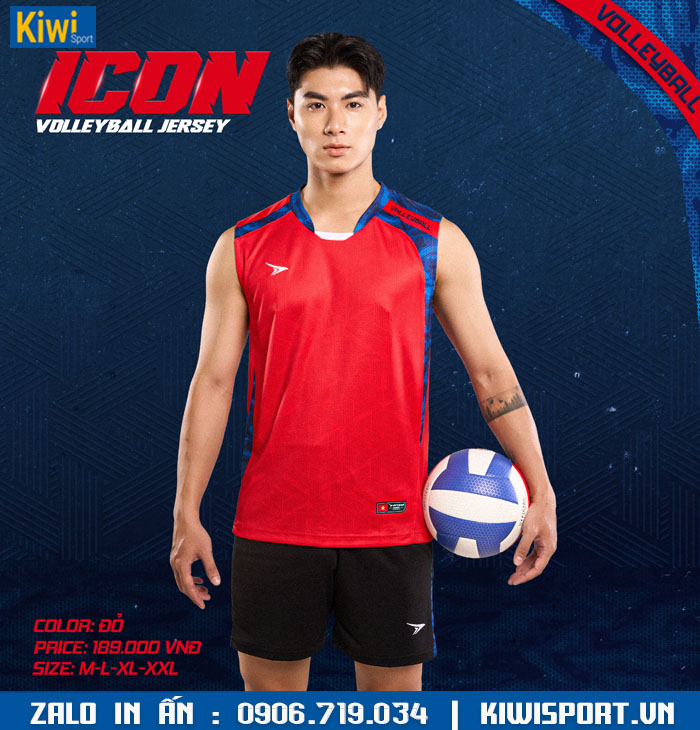 Kiwi
Sport
ICON
VOLLEYBALL JERSEY
VOLLEYBALL
VOLLEYBALL
COLOR: ĐỎ
PRICE: 189.000 VNĐ
SIZE: M-L-XL-XXL
ZALO IN ẤN : 0906.719.034 | KIWISPORT.VN